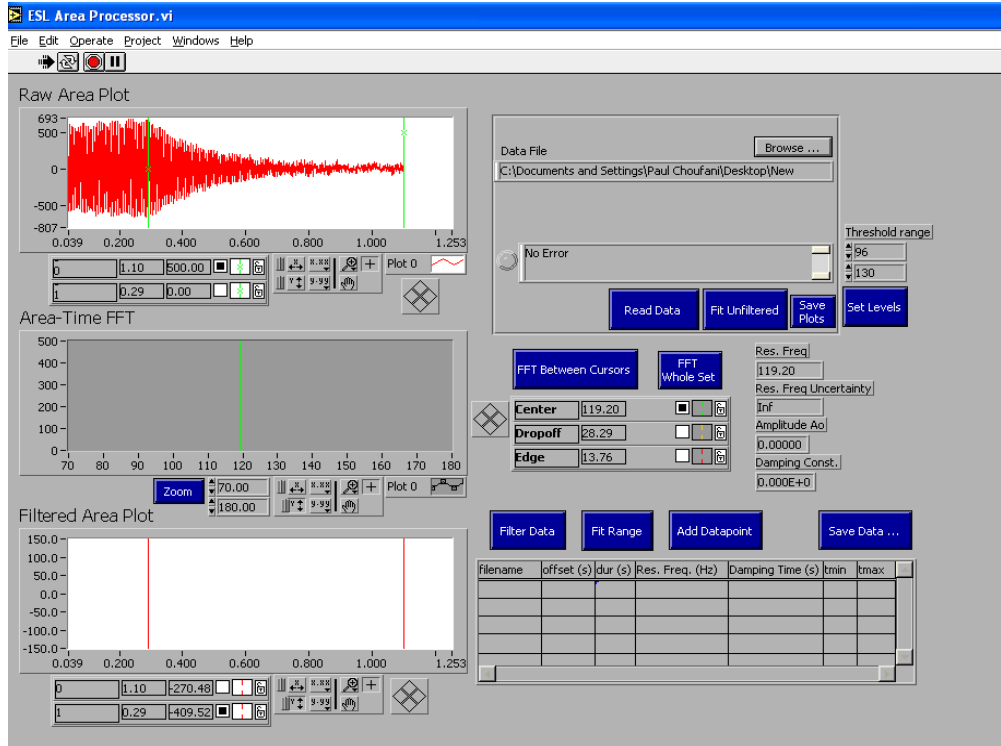 ESL Area Processor.vi
File Edit Operate Project Windows Help
Raw Area Plot
693
500
0
-500
-807
0.039 0.200 0.400 0.600 0.800 1.000 1.253
0 1.10 500.00
1 0.29 0.00
Plot 0
Data File
Browse ...
C:\Documents and Settings\Paul Choufani\Desktop\New
No Error
Threshold range
96
130
Read Data Fit Unfiltered Save Plots Set Levels
Area-Time FFT
500
400
300
200
100
0
70 80 90 100 110 120 130 140 150 160 170 180
Zoom 70.00
180.00
Plot 0
FFT Between Cursors FFT Whole Set
Center 119.20
Dropoff 28.29
Edge 13.76
Res. Freq
119.20
Res. Freq Uncertainty
Inf
Amplitude Ao
0.00000
Damping Const.
0.000E+0
Filtered Area Plot
150.0
100.0
50.0
0.0
-50.0
-100.0
-150.0
0.039 0.200 0.400 0.600 0.800 1.000 1.253
0 1.10 -270.48
1 0.29 -409.52
Filter Data Fit Range Add Datapoint Save Data ...
filename offset (s) dur (s) Res. Freq. (Hz) Damping Time (s) tmin tmax